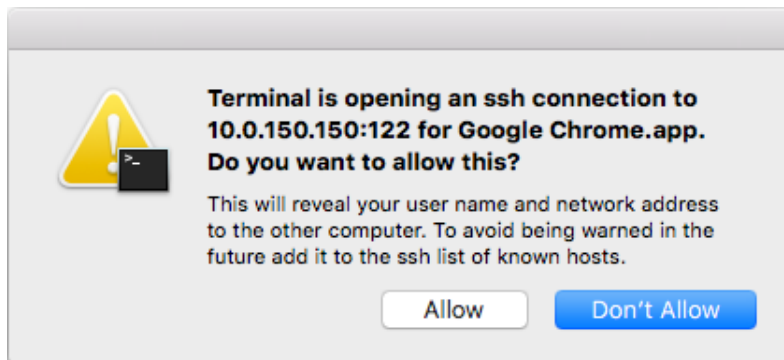 Terminal is opening an ssh connection to
10.0.150.150:122 for Google Chrome.app.
Do you want to allow this?
This will reveal your user name and network address
to the other computer. To avoid being warned in the
future add it to the ssh list of known hosts.
Allow
Don't Allow